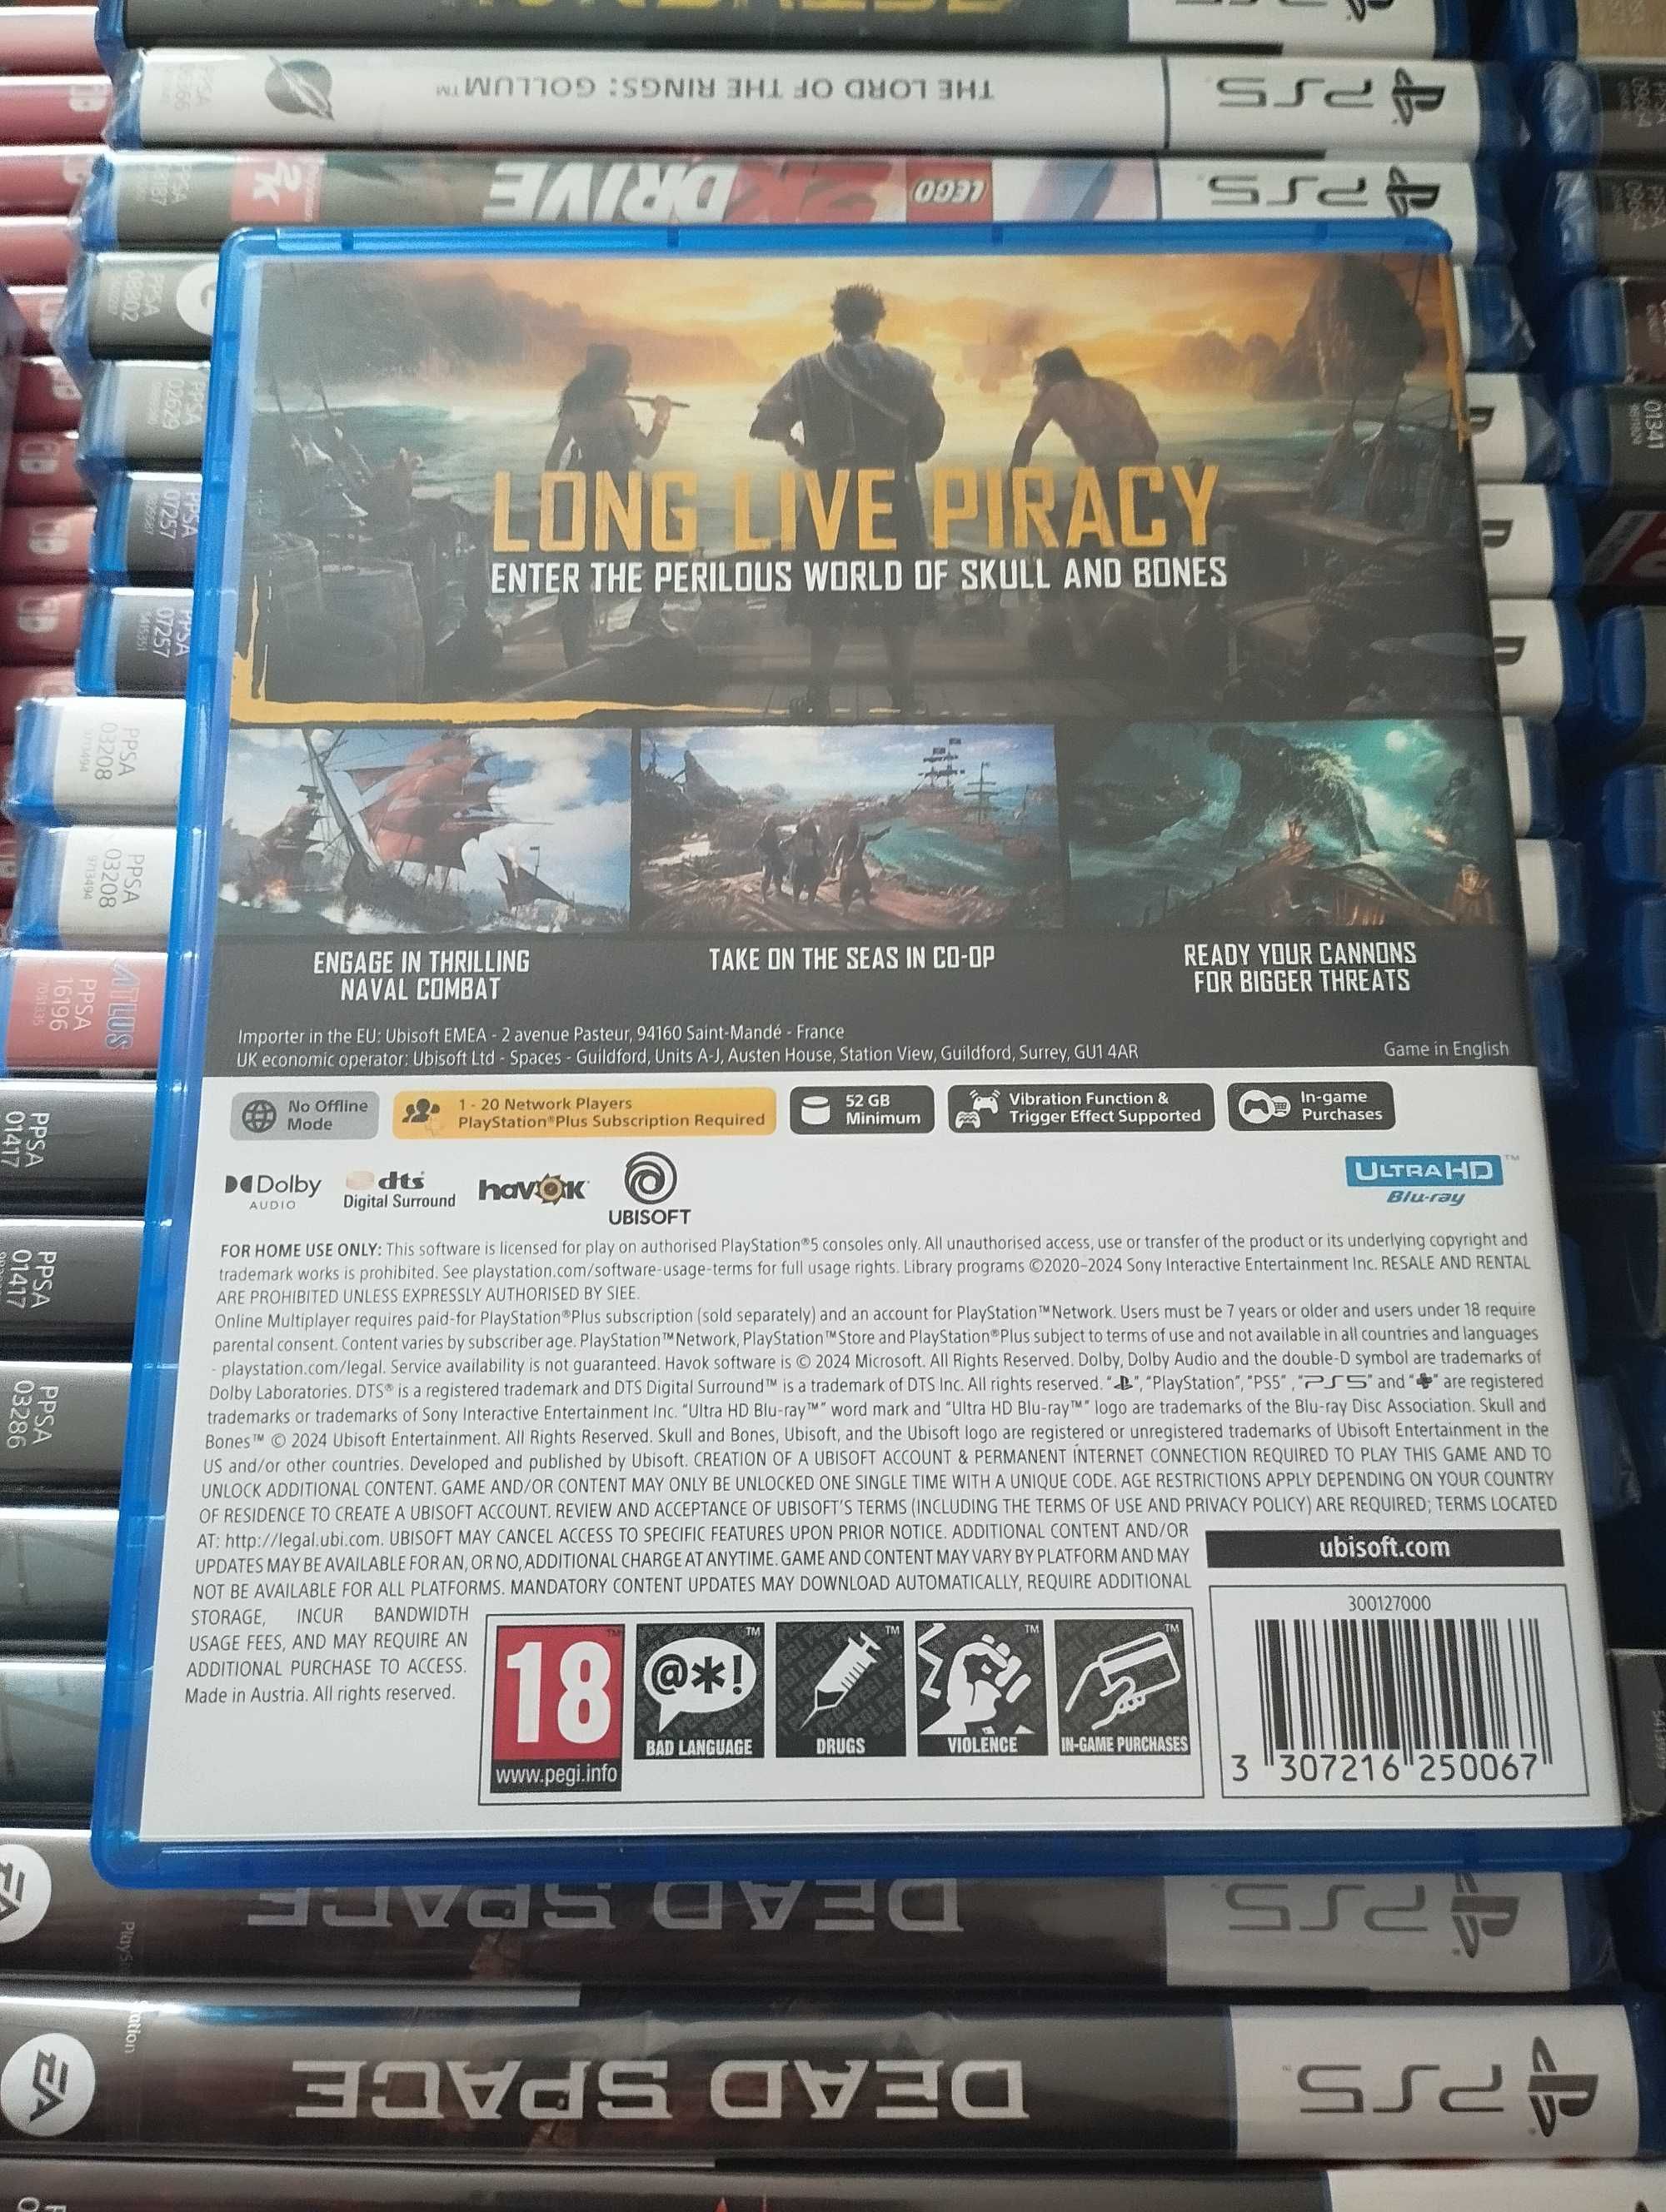 THE LORD OF THE RINGS: GOLLUM™
PS5
LEGO 2K DRIVE
PS5
LONG LIVE PIRACY
ENTER THE PERILOUS WORLD OF SKULL AND BONES
ENGAGE IN THRILLING
NAVAL COMBAT
TAKE ON THE SEAS IN CO-OP
READY YOUR CANNONS
FOR BIGGER THREATS
Importer in the EU: Ubisoft EMEA - 2 avenue Pasteur, 94160 Saint-Mandé - France
UK economic operator: Ubisoft Ltd - Spaces - Guildford, Units A-J, Austen House, Station View, Guildford, Surrey, GU1 4AR
Game in English
No Offline
Mode
1 - 20 Network Players
PlayStation®Plus Subscription Required
52 GB
Minimum
Vibration Function &
Trigger Effect Supported
In-game
Purchases
Dolby
AUDIO
dts
Digital Surround
havok
UBISOFT
ULTRA HD™
Blu-ray
FOR HOME USE ONLY: This software is licensed for play on authorised PlayStation®5 consoles only. All unauthorised access, use or transfer of the product or its underlying copyright and
trademark works is prohibited. See playstation.com/software-usage-terms for full usage rights. Library programs ©2020-2024 Sony Interactive Entertainment Inc. RESALE AND RENTAL
ARE PROHIBITED UNLESS EXPRESSLY AUTHORISED BY SIEE.
Online Multiplayer requires paid-for PlayStation®Plus subscription (sold separately) and an account for PlayStation™Network. Users must be 7 years or older and users under 18 require
parental consent. Content varies by subscriber age. PlayStation™Network, PlayStation™Store and PlayStation®Plus subject to terms of use and not available in all countries and languages
- playstation.com/legal. Service availability is not guaranteed. Havok software is © 2024 Microsoft. All Rights Reserved. Dolby, Dolby Audio and the double-D symbol are trademarks of
Dolby Laboratories. DTS® is a registered trademark and DTS Digital Surround™ is a trademark of DTS Inc. All rights reserved. "", "PlayStation", "PS5", "PS5" and "" are registered
trademarks or trademarks of Sony Interactive Entertainment Inc. "Ultra HD Blu-ray™" word mark and "Ultra HD Blu-ray™" logo are trademarks of the Blu-ray Disc Association. Skull and
Bones™ © 2024 Ubisoft Entertainment. All Rights Reserved. Skull and Bones, Ubisoft, and the Ubisoft logo are registered or unregistered trademarks of Ubisoft Entertainment in the
US and/or other countries. Developed and published by Ubisoft. CREATION OF A UBISOFT ACCOUNT & PERMANENT INTERNET CONNECTION REQUIRED TO PLAY THIS GAME AND TO
UNLOCK ADDITIONAL CONTENT. GAME AND/OR CONTENT MAY ONLY BE UNLOCKED ONE SINGLE TIME WITH A UNIQUE CODE. AGE RESTRICTIONS APPLY DEPENDING ON YOUR COUNTRY
OF RESIDENCE TO CREATE A UBISOFT ACCOUNT. REVIEW AND ACCEPTANCE OF UBISOFT'S TERMS (INCLUDING THE TERMS OF USE AND PRIVACY POLICY) ARE REQUIRED; TERMS LOCATED
AT: http://legal.ubi.com. UBISOFT MAY CANCEL ACCESS TO SPECIFIC FEATURES UPON PRIOR NOTICE. ADDITIONAL CONTENT AND/OR
UPDATES MAY BE AVAILABLE FOR AN, OR NO, ADDITIONAL CHARGE AT ANYTIME. GAME AND CONTENT MAY VARY BY PLATFORM AND MAY
NOT BE AVAILABLE FOR ALL PLATFORMS. MANDATORY CONTENT UPDATES MAY DOWNLOAD AUTOMATICALLY, REQUIRE ADDITIONAL
STORAGE, INCUR BANDWIDTH
USAGE FEES, AND MAY REQUIRE AN
ADDITIONAL PURCHASE TO ACCESS.
Made in Austria. All rights reserved.
ubisoft.com
18
www.pegi.info
@*!
BAD LANGUAGE
DRUGS
VIOLENCE
IN-GAME PURCHASES
300127000
3 307216 250067
PPSA
08802
PPSA
02629
PPSA
07257
PPSA
07257
PPSA
03208
PPSA
03208
ATLUS
PPSA
16196
PPSA
01417
PPSA
01417
PPSA
03286
01341
DEAD SPACE
PS5
EA
DEAD SPACE
PS5